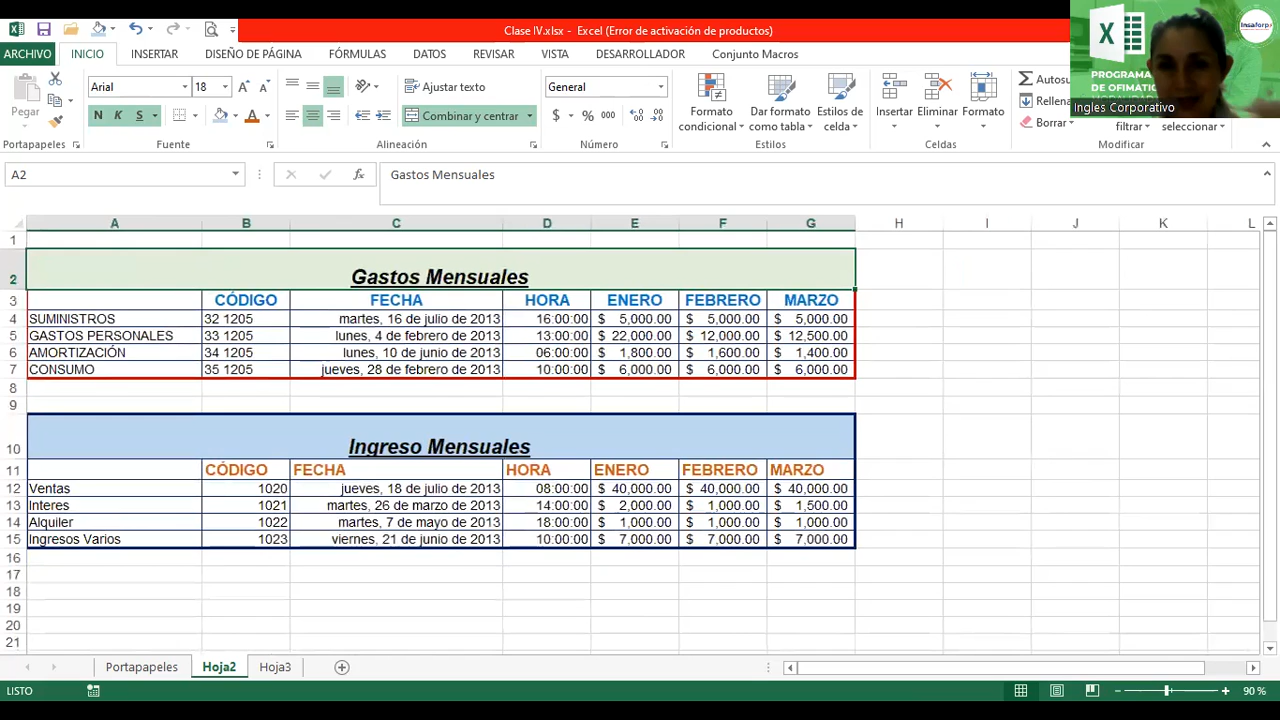 Clase IV.xlsx - Excel (Error de activación de productos)
ARCHIVO INICIO INSERTAR DISEÑO DE PÁGINA FÓRMULAS DATOS REVISAR VISTA DESARROLLADOR Conjunto Macros
Insaforp
PROGRAMA
DE OFIMATIC
Ingles Corporativo
Pegar
Arial 18
N K S
Ajustar texto
Combinar y centrar
General
$ % 000
Formato condicional
Dar formato como tabla
Estilos de celda
Insertar Eliminar Formato
Autosu
Rellena
Borrar
filtrar seleccionar
Portapapeles Fuente Alineación Número Estilos Celdas Modificar
A2 fx Gastos Mensuales
A B C D E F G H I J K L
1
2 Gastos Mensuales
3 CÓDIGO FECHA HORA ENERO FEBRERO MARZO
4 SUMINISTROS 32 1205 martes, 16 de julio de 2013 16:00:00 $ 5,000.00 $ 5,000.00 $ 5,000.00
5 GASTOS PERSONALES 33 1205 lunes, 4 de febrero de 2013 13:00:00 $ 22,000.00 $ 12,000.00 $ 12,500.00
6 AMORTIZACIÓN 34 1205 lunes, 10 de junio de 2013 06:00:00 $ 1,800.00 $ 1,600.00 $ 1,400.00
7 CONSUMO 35 1205 jueves, 28 de febrero de 2013 10:00:00 $ 6,000.00 $ 6,000.00 $ 6,000.00
8
9
10 Ingreso Mensuales
11 CÓDIGO FECHA HORA ENERO FEBRERO MARZO
12 Ventas 1020 jueves, 18 de julio de 2013 08:00:00 $ 40,000.00 $ 40,000.00 $ 40,000.00
13 Interes 1021 martes, 26 de marzo de 2013 14:00:00 $ 2,000.00 $ 1,000.00 $ 1,500.00
14 Alquiler 1022 martes, 7 de mayo de 2013 18:00:00 $ 1,000.00 $ 1,000.00 $ 1,000.00
15 Ingresos Varios 1023 viernes, 21 de junio de 2013 10:00:00 $ 7,000.00 $ 7,000.00 $ 7,000.00
16
17
18
19
20
21
Portapapeles Hoja2 Hoja3
LISTO 90 %